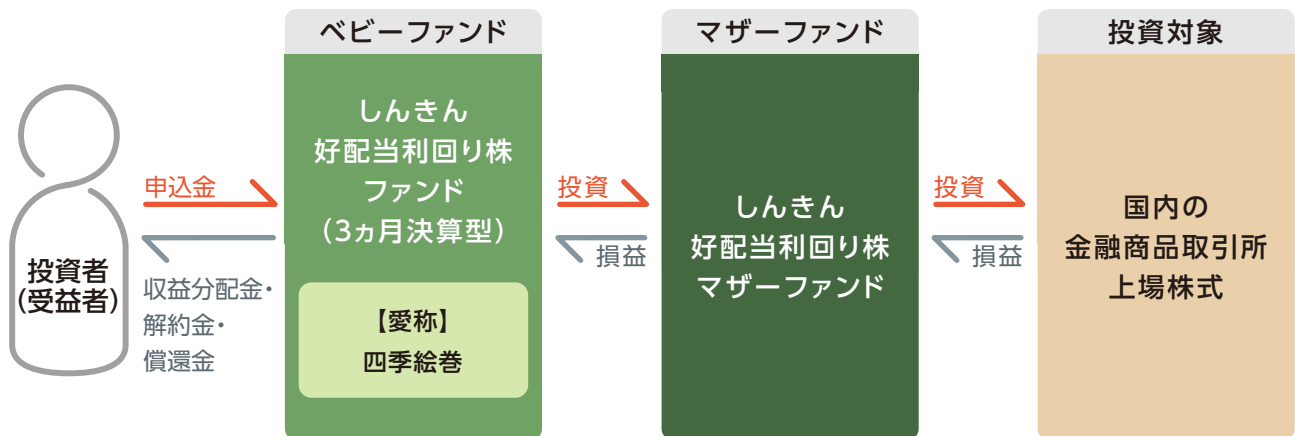 ベビーファンド
マザーファンド
投資対象
投資者
(受益者)
申込金
収益分配金・
解約金・
償還金
しんきん
好配当利回り株
ファンド
(3ヵ月決算型)
【愛称】
四季絵巻
投資
損益
しんきん
好配当利回り株
マザーファンド
投資
損益
国内の
金融商品取引所
上場株式